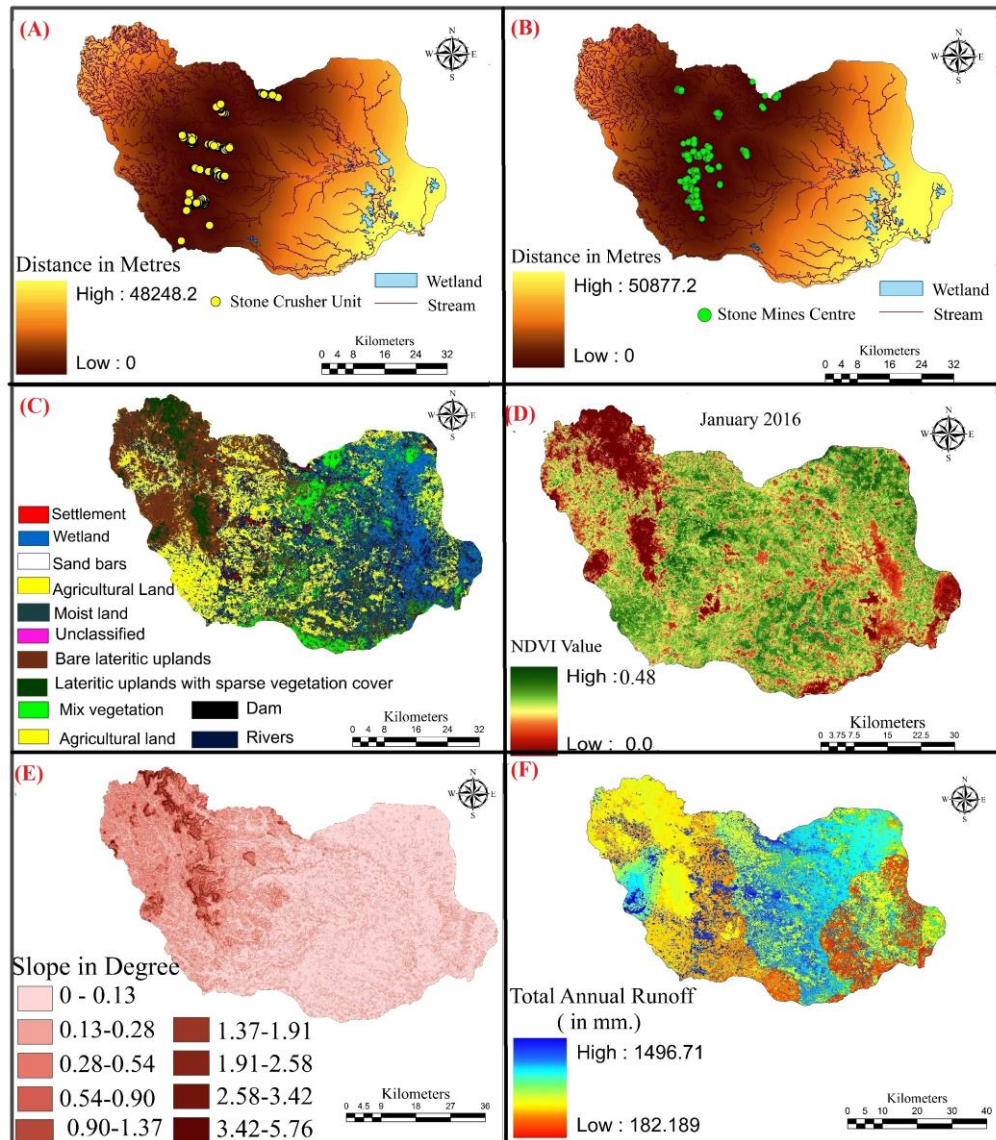 (A)
N
W E
S
Distance in Metres
High : 48248.2
Low : 0
Stone Crusher Unit
Wetland
Stream
Kilometers
0 4 8 16 24 32
(B)
N
W E
S
Distance in Metres
High : 50877.2
Low : 0
Stone Mines Centre
Wetland
Stream
Kilometers
0 4 8 16 24 32
(C)
N
W E
S
Settlement
Wetland
Sand bars
Agricultural Land
Moist land
Unclassified
Bare lateritic uplands
Lateritic uplands with sparse vegetation cover
Mix vegetation
Dam
Agricultural land
Rivers
Kilometers
0 4 8 16 24 32
(D)
January 2016
N
W E
S
NDVI Value
High : 0.48
Low : 0.0
Kilometers
0 3.75 7.5 15 22.5 30
(E)
N
W E
S
Slope in Degree
0 - 0.13
0.13-0.28
0.28-0.54
0.54-0.90
0.90-1.37
1.37-1.91
1.91-2.58
2.58-3.42
3.42-5.76
Kilometers
0 4.5 9 18 27 36
(F)
N
W E
S
Total Annual Runoff
( in mm.)
High : 1496.71
Low : 182.189
Kilometers
0 5 10 20 30 40